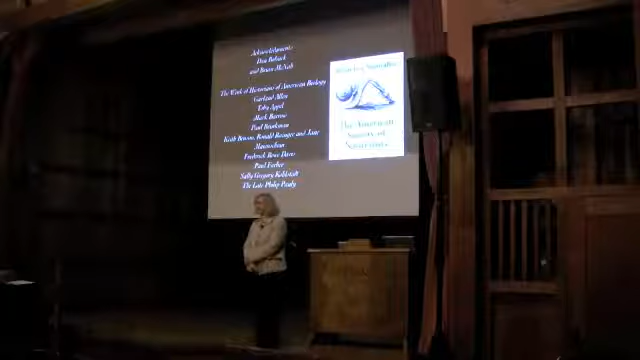 Acknowledgments
Don Buback
and Bruce McNab
The Work of Historians of American Biology
Garland Allen
Toby Appel
Mark Barrow
Paul Brinkman
Keith Benson, Ronald Rainger and Jane
Maienschein
Frederick Rowe Davis
Paul Farber
Sally Gregory Kohlstedt
The Late Philip Pauly
The American
Society of
Naturalists